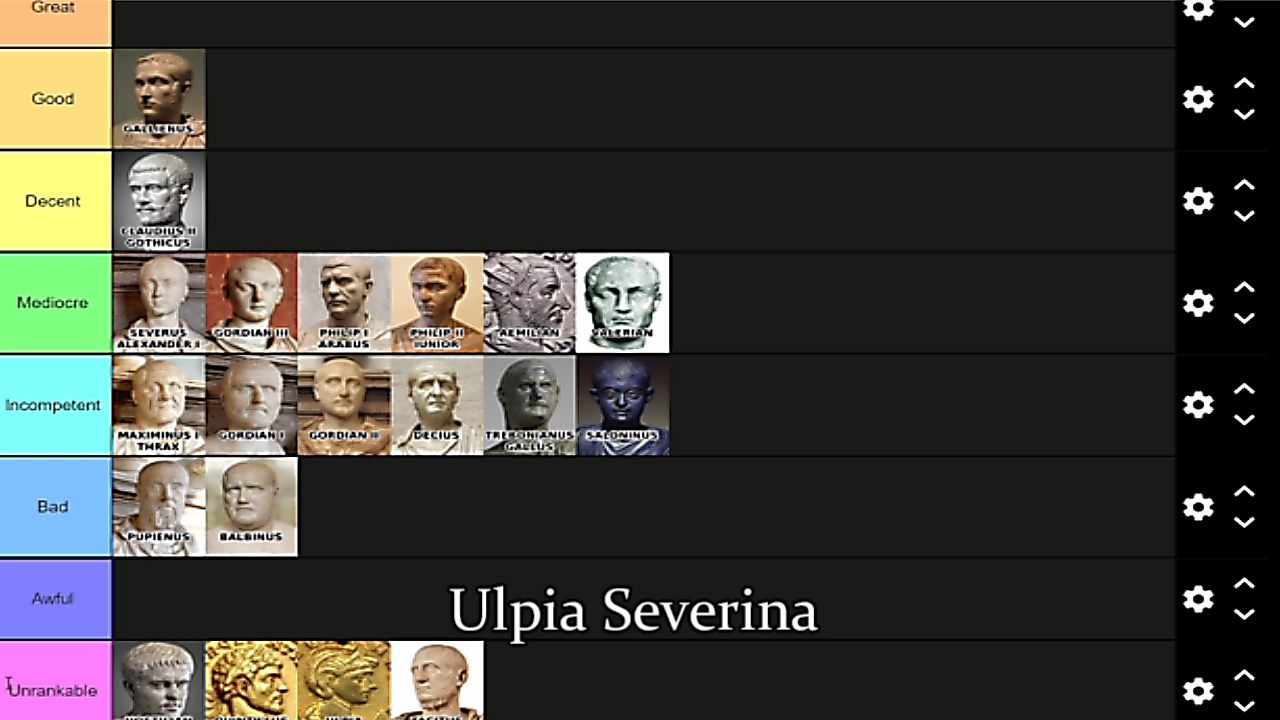 Great
Good
GALLIENUS
Decent
CLAUDIUS II
GOTHICUS
Mediocre
SEVERUS
ALEXANDER I
GORDIAN III
PHILIP I
ARABUS
PHILIP II
IUNIOR
AEMILIAN
VALERIAN
Incompetent
MAXIMINUS I
THRAX
GORDIAN I
GORDIAN II
DECIUS
TREBONIANUS
GALLUS
SALONINUS
Bad
PUPIENUS
BALBINUS
Awful
Ulpia Severina
Unrankable